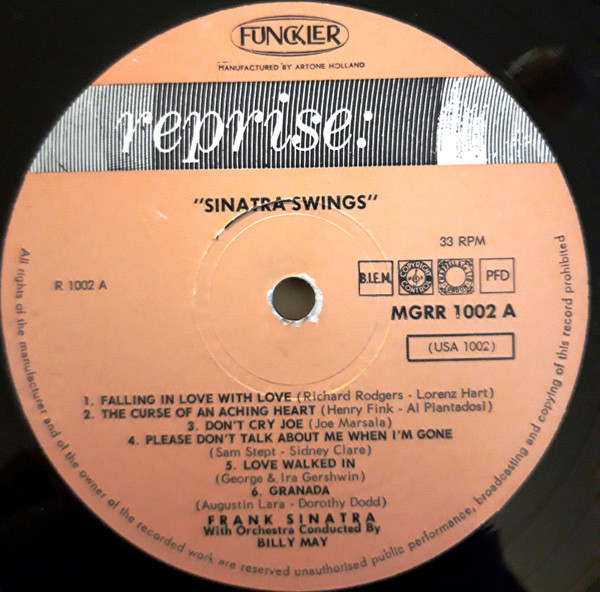 FUNCKLER
MANUFACTURED BY ARTONE HOLLAND
reprise:
"SINATRA SWINGS"
33 RPM
R 1002 A
B.I.E.M.
COPYRIGHT CONTROL
PFD
MGRR 1002 A
(USA 1002)
1. FALLING IN LOVE WITH LOVE (Richard Rodgers - Lorenz Hart)
2. THE CURSE OF AN ACHING HEART (Henry Fink - Al Plantadosi)
3. DON'T CRY JOE (Joe Marsala)
4. PLEASE DON'T TALK ABOUT ME WHEN I'M GONE
(Sam Stept - Sidney Clare)
5. LOVE WALKED IN
(George & Ira Gershwin)
6. GRANADA
(Augustin Lara - Dorothy Dodd)
FRANK SINATRA
With Orchestra Conducted By
BILLY MAY
All rights of the manufacturer and of the owner of the recorded work are reserved unauthorised public performance, broadcasting and copying of this record prohibited